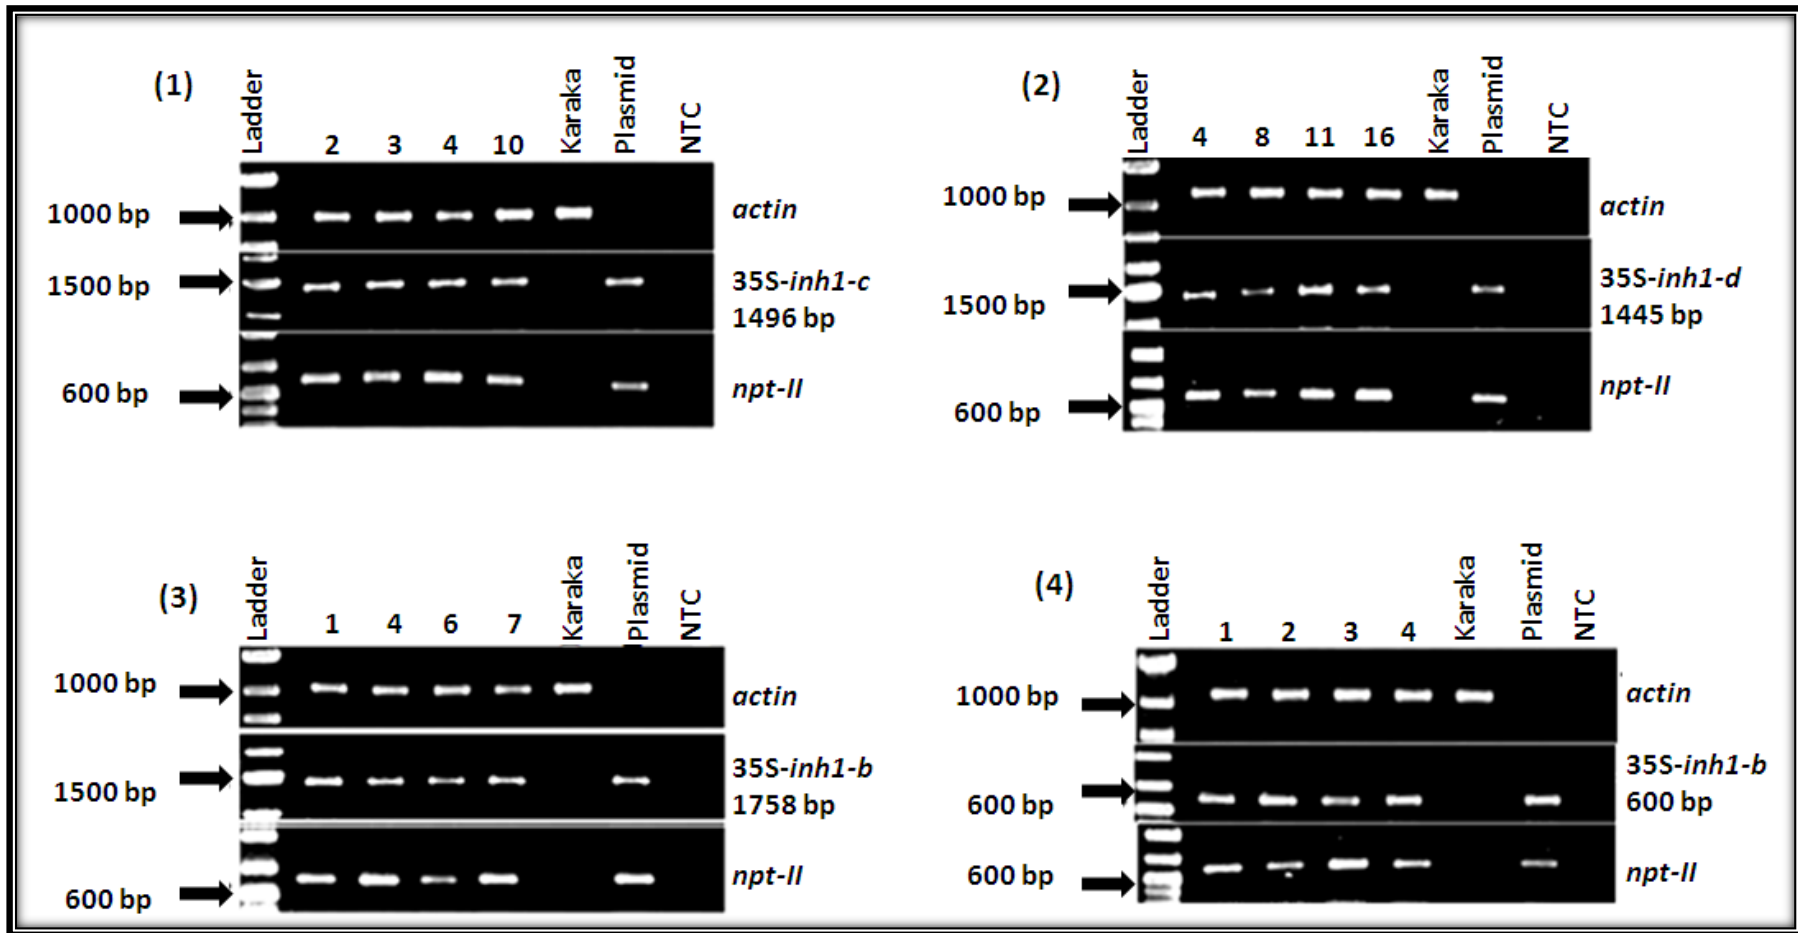 (1)
Ladder
2 3 4 10
Karaka
Plasmid
NTC
1000 bp
actin
1500 bp
35S-inh1-c
1496 bp
600 bp
npt-II
(2)
Ladder
4 8 11 16
Karaka
Plasmid
NTC
1000 bp
actin
1500 bp
35S-inh1-d
1445 bp
600 bp
npt-II
(3)
Ladder
1 4 6 7
Karaka
Plasmid
NTC
1000 bp
actin
1500 bp
35S-inh1-b
1758 bp
600 bp
npt-II
(4)
Ladder
1 2 3 4
Karaka
Plasmid
NTC
1000 bp
actin
600 bp
35S-inh1-b
600 bp
600 bp
npt-II